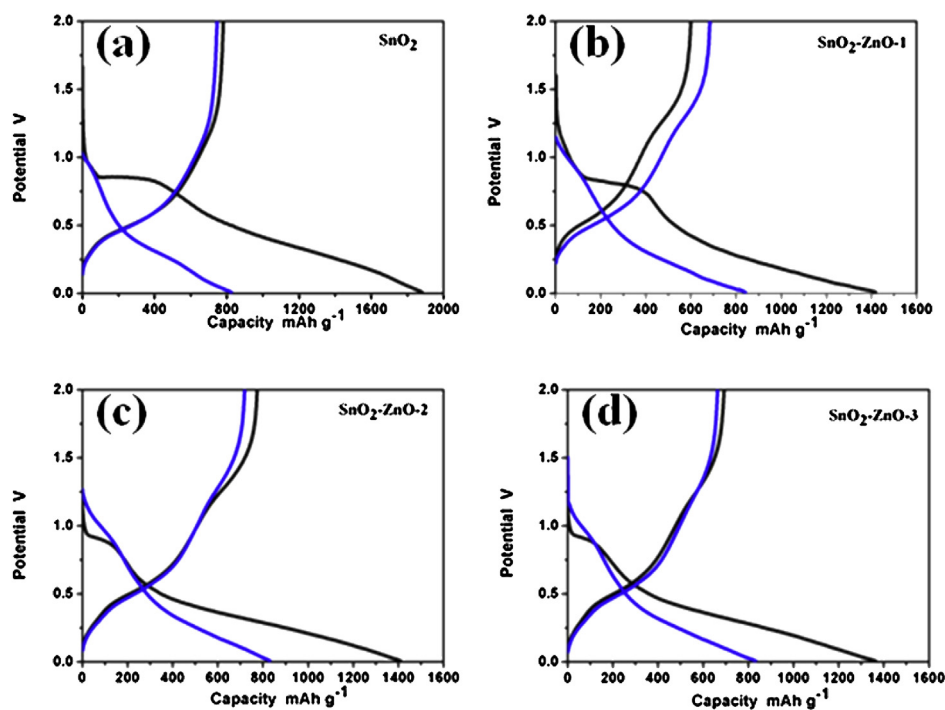 (a)
SnO2
2.0
1.5
1.0
0.5
0.0
Potential V
0 400 800 1200 1600 2000
Capacity mAh g-1
(b)
SnO2-ZnO-1
2.0
1.5
1.0
0.5
0.0
Potential V
0 200 400 600 800 1000 1200 1400 1600
Capacity mAh g-1
(c)
SnO2-ZnO-2
2.0
1.5
1.0
0.5
0.0
Potential V
0 200 400 600 800 1000 1200 1400 1600
Capacity mAh g-1
(d)
SnO2-ZnO-3
2.0
1.5
1.0
0.5
0.0
Potential V
0 200 400 600 800 1000 1200 1400 1600
Capacity mAh g-1